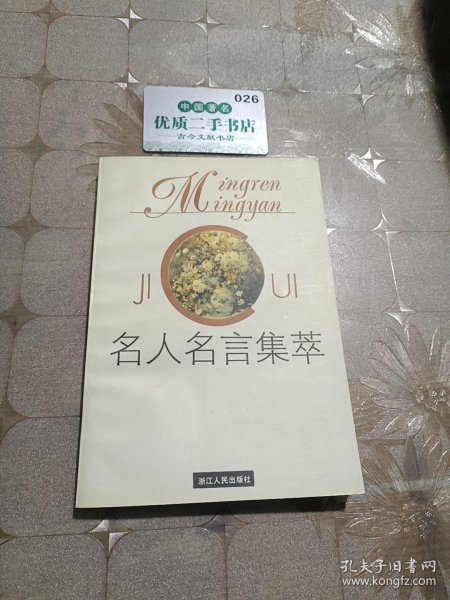 026
中国著名
优质二手书店
古今文献书店
Mingren
Mingyan
JI CUI
名人名言集萃
浙江人民出版社
孔夫子旧书网
www.kongfz.com